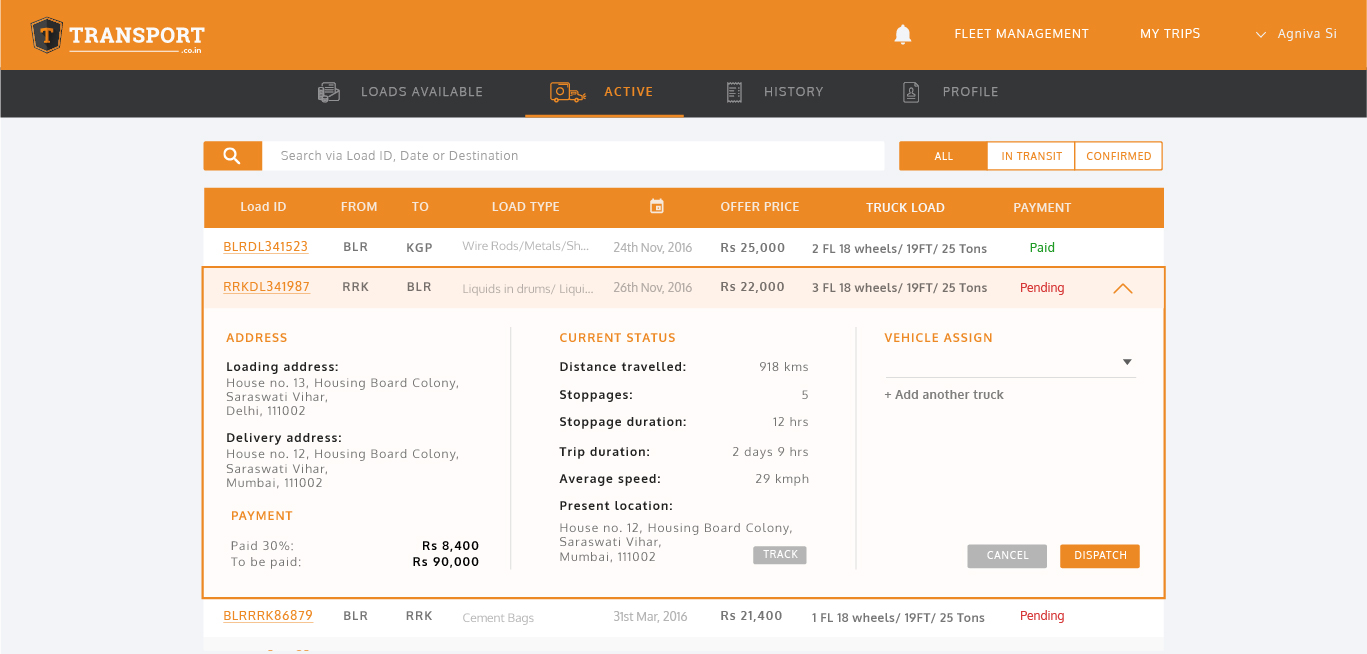 T TRANSPORT
.co.in
FLEET MANAGEMENT MY TRIPS Agniva Si
LOADS AVAILABLE ACTIVE HISTORY PROFILE
Search via Load ID, Date or Destination ALL IN TRANSIT CONFIRMED
Load ID FROM TO LOAD TYPE OFFER PRICE TRUCK LOAD PAYMENT
BLRDL341523 BLR KGP Wire Rods/Metals/Sh... 24th Nov, 2016 Rs 25,000 2 FL 18 wheels/ 19FT/ 25 Tons Paid
RRKDL341987 RRK BLR Liquids in drums/ Liqui... 26th Nov, 2016 Rs 22,000 3 FL 18 wheels/ 19FT/ 25 Tons Pending
ADDRESS
Loading address:
House no. 13, Housing Board Colony,
Saraswati Vihar,
Delhi, 111002
Delivery address:
House no. 12, Housing Board Colony,
Saraswati Vihar,
Mumbai, 111002
PAYMENT
Paid 30%: Rs 8,400
To be paid: Rs 90,000
CURRENT STATUS
Distance travelled: 918 kms
Stoppages: 5
Stoppage duration: 12 hrs
Trip duration: 2 days 9 hrs
Average speed: 29 kmph
Present location:
House no. 12, Housing Board Colony,
Saraswati Vihar,
Mumbai, 111002
TRACK
VEHICLE ASSIGN
+ Add another truck
CANCEL DISPATCH
BLRRRK86879 BLR RRK Cement Bags 31st Mar, 2016 Rs 21,400 1 FL 18 wheels/ 19FT/ 25 Tons Pending